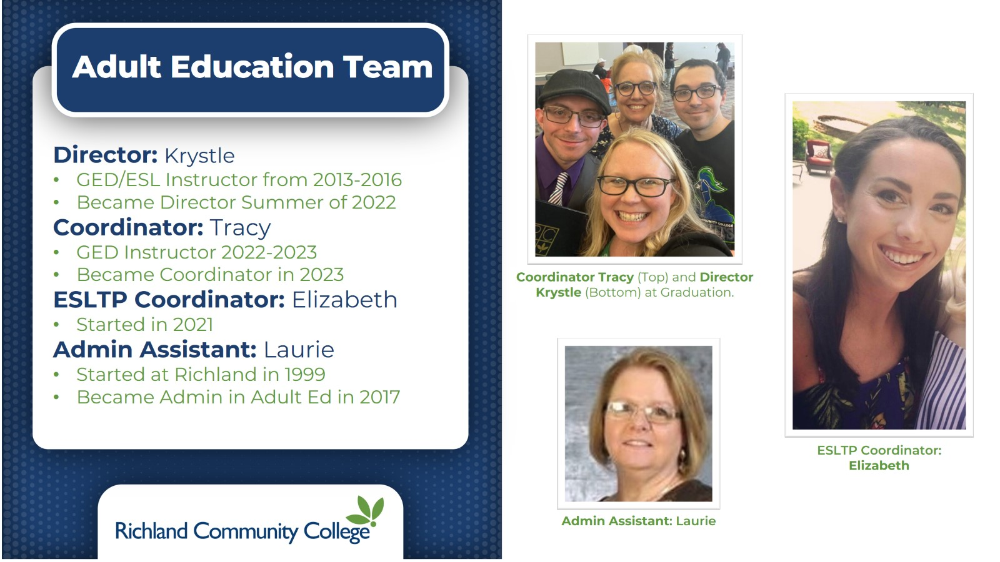 Adult Education Team
Director: Krystle
• GED/ESL Instructor from 2013-2016
• Became Director Summer of 2022
Coordinator: Tracy
• GED Instructor 2022-2023
• Became Coordinator in 2023
ESLTP Coordinator: Elizabeth
• Started in 2021
Admin Assistant: Laurie
• Started at Richland in 1999
• Became Admin in Adult Ed in 2017
Richland Community College
Coordinator Tracy (Top) and Director
Krystle (Bottom) at Graduation.
Admin Assistant: Laurie
ESLTP Coordinator:
Elizabeth